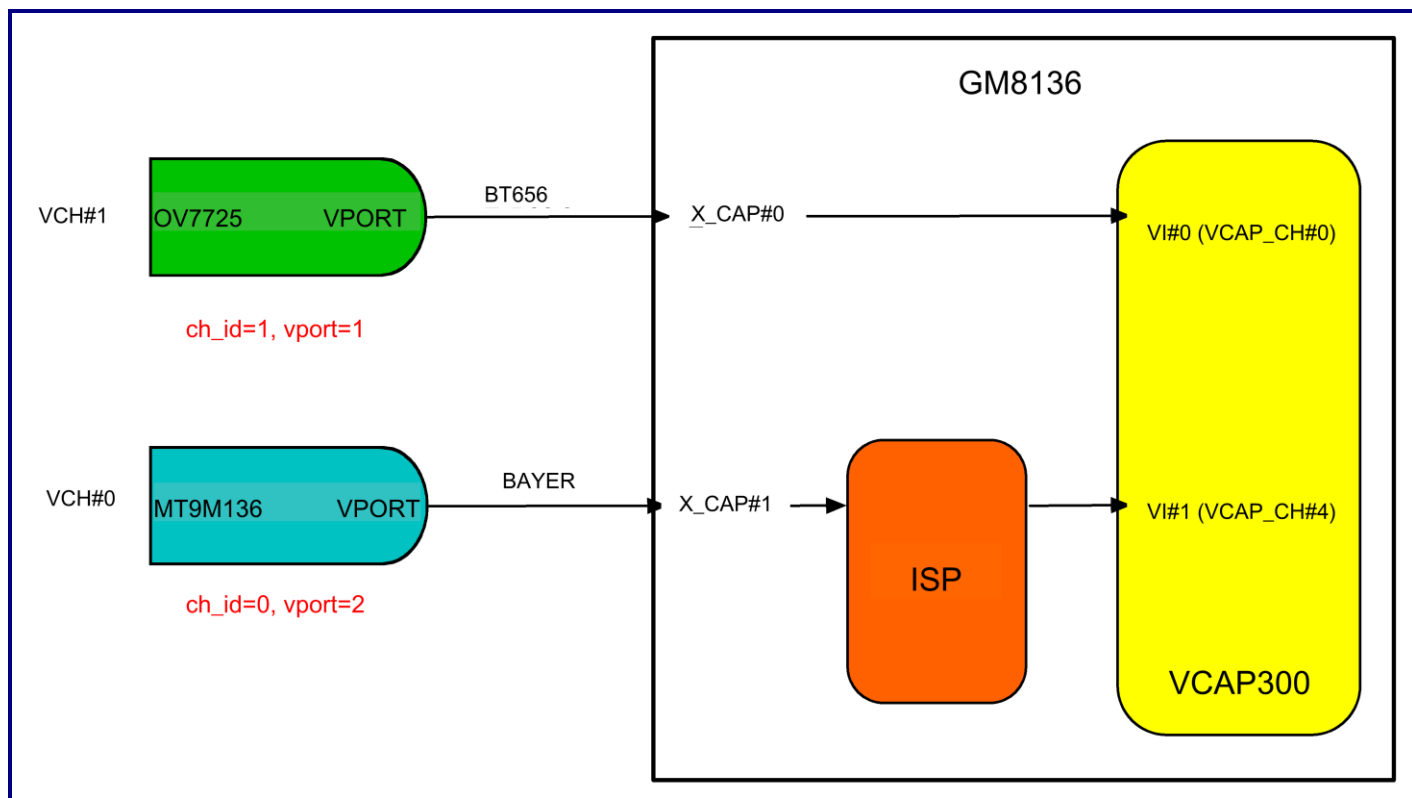 GM8136
VCH#1
OV7725 VPORT
BT656
X_CAP#0
VI#0 (VCAP_CH#0)
ch_id=1, vport=1
VCH#0
MT9M136 VPORT
BAYER
X_CAP#1
ISP
VI#1 (VCAP_CH#4)
ch_id=0, vport=2
VCAP300